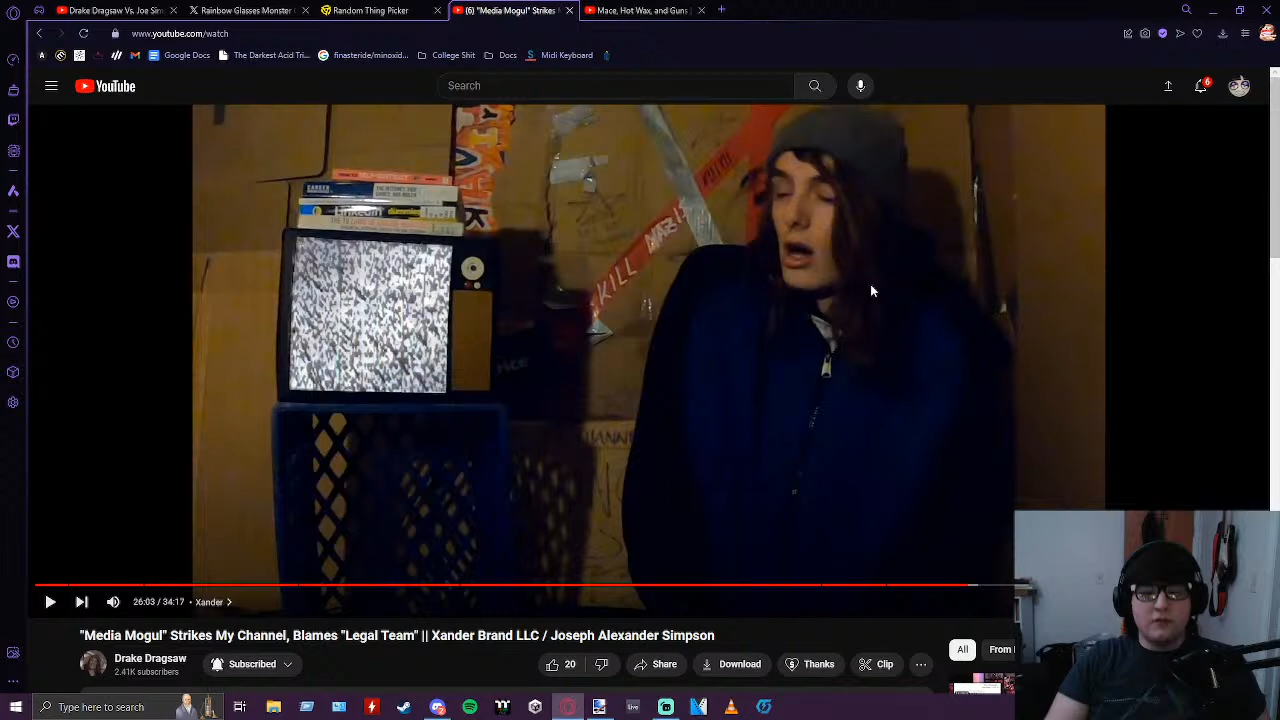 Drake Dragsaw Vs. Joe Sim
Rainbow Glasses Monster
Random Thing Picker
(6) "Media Mogul" Strikes
Mace, Hot Wax, and Guns
www.youtube.com/watch
Google Docs
The Darkest Acid Tri...
finasteride/minoxid...
College Shit
Docs
Midi Keyboard
YouTube
Search
6
LinkedIn
KILL NAZIS
26:03 / 34:17 • Xander
"Media Mogul" Strikes My Channel, Blames "Legal Team" || Xander Brand LLC / Joseph Alexander Simpson
Drake Dragsaw
2.41K subscribers
Subscribed
20
Share
Download
Thanks
Clip
All
From
Type here to search
live